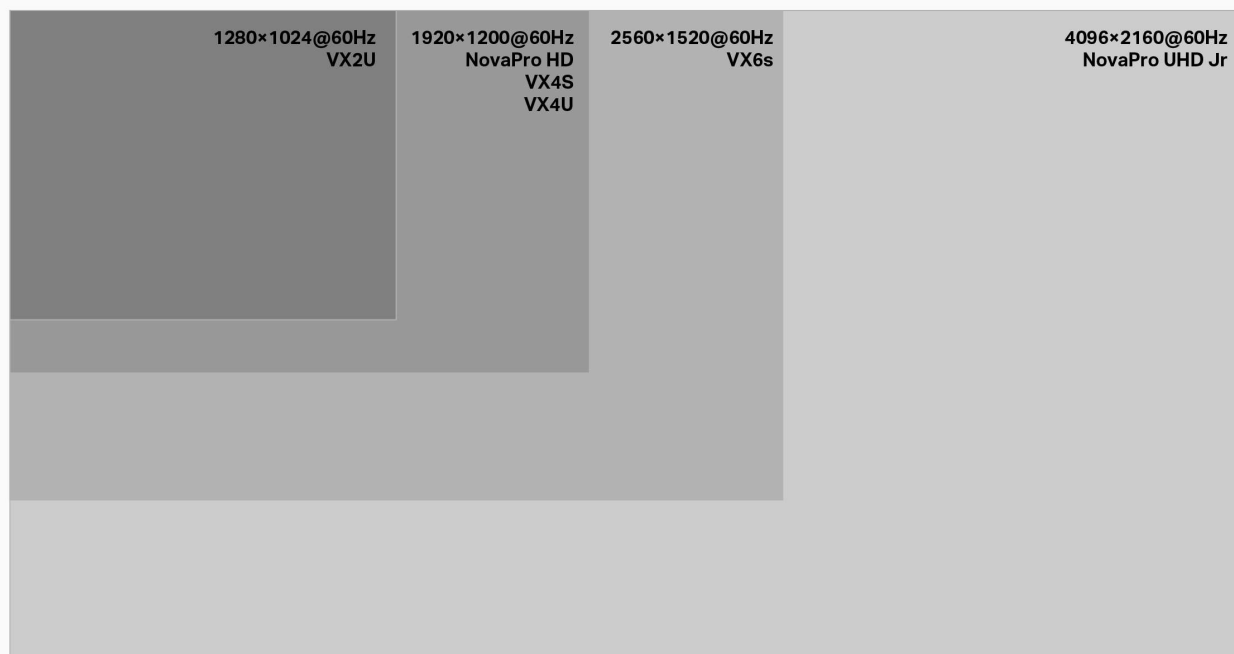 1280×1024@60Hz
VX2U
1920×1200@60Hz
NovaPro HD
VX4S
VX4U
2560×1520@60Hz
VX6s
4096×2160@60Hz
NovaPro UHD Jr